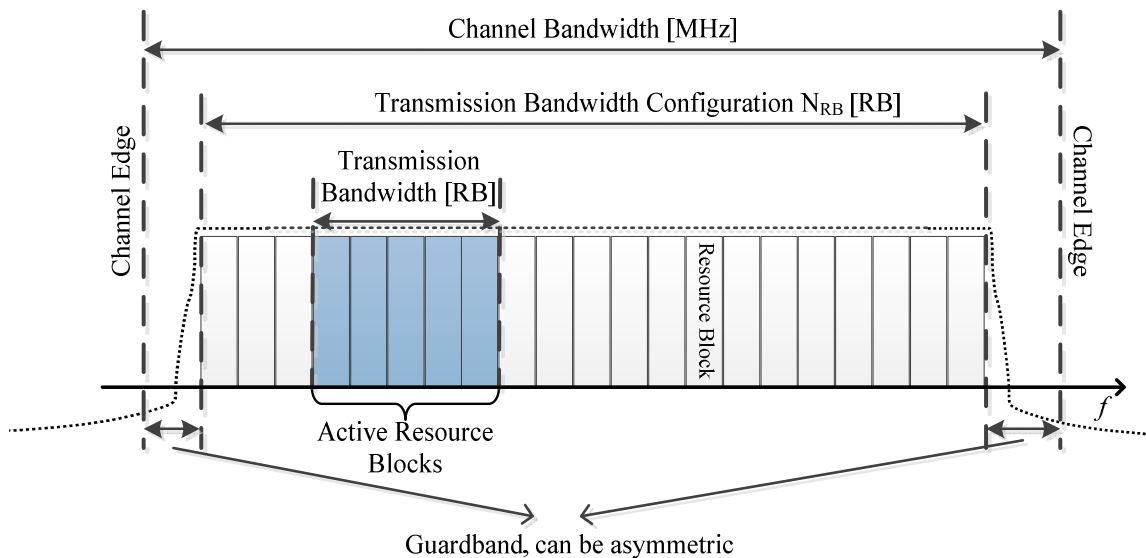 Channel Bandwidth [MHz]
Transmission Bandwidth Configuration N_RB [RB]
Channel Edge
Transmission
Bandwidth [RB]
Channel Edge
Resource Block
f
Active Resource
Blocks
Guardband, can be asymmetric